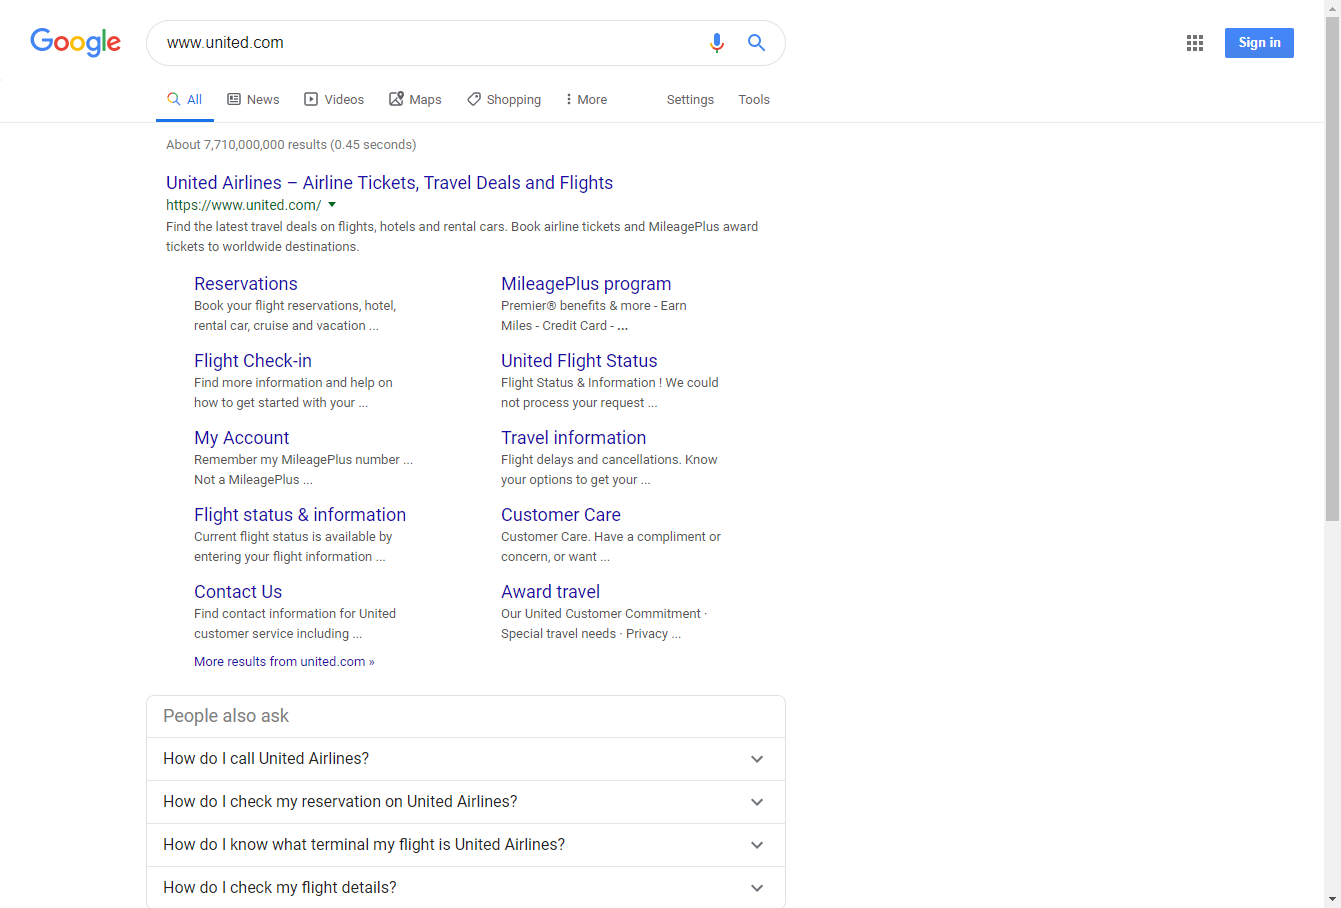 Google
www.united.com
Sign in
All
News
Videos
Maps
Shopping
More
Settings
Tools
About 7,710,000,000 results (0.45 seconds)
United Airlines – Airline Tickets, Travel Deals and Flights
https://www.united.com/
Find the latest travel deals on flights, hotels and rental cars. Book airline tickets and MileagePlus award
tickets to worldwide destinations.
Reservations
Book your flight reservations, hotel,
rental car, cruise and vacation ...
MileagePlus program
Premier® benefits & more - Earn
Miles - Credit Card - ...
Flight Check-in
Find more information and help on
how to get started with your ...
United Flight Status
Flight Status & Information ! We could
not process your request ...
My Account
Remember my MileagePlus number ...
Not a MileagePlus ...
Travel information
Flight delays and cancellations. Know
your options to get your ...
Flight status & information
Current flight status is available by
entering your flight information ...
Customer Care
Customer Care. Have a compliment or
concern, or want ...
Contact Us
Find contact information for United
customer service including ...
Award travel
Our United Customer Commitment ·
Special travel needs · Privacy ...
More results from united.com »
People also ask
How do I call United Airlines?
How do I check my reservation on United Airlines?
How do I know what terminal my flight is United Airlines?
How do I check my flight details?